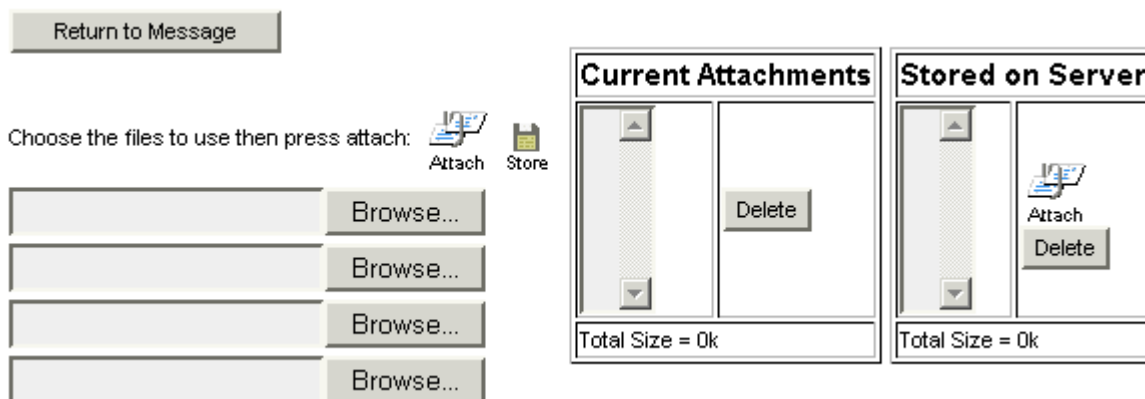 Return to Message
Choose the files to use then press attach:
Attach
Store
Browse...
Browse...
Browse...
Browse...
Current Attachments
Delete
Total Size = 0k
Stored on Server
Attach
Delete
Total Size = 0k